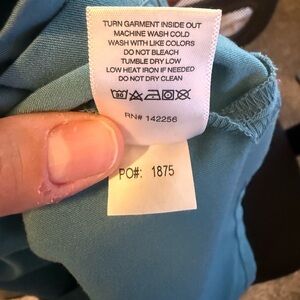 TURN GARMENT INSIDE OUT
MACHINE WASH COLD
WASH WITH LIKE COLORS
DO NOT BLEACH
TUMBLE DRY LOW
LOW HEAT IRON IF NEEDED
DO NOT DRY CLEAN
RN# 142256
PO#: 1875